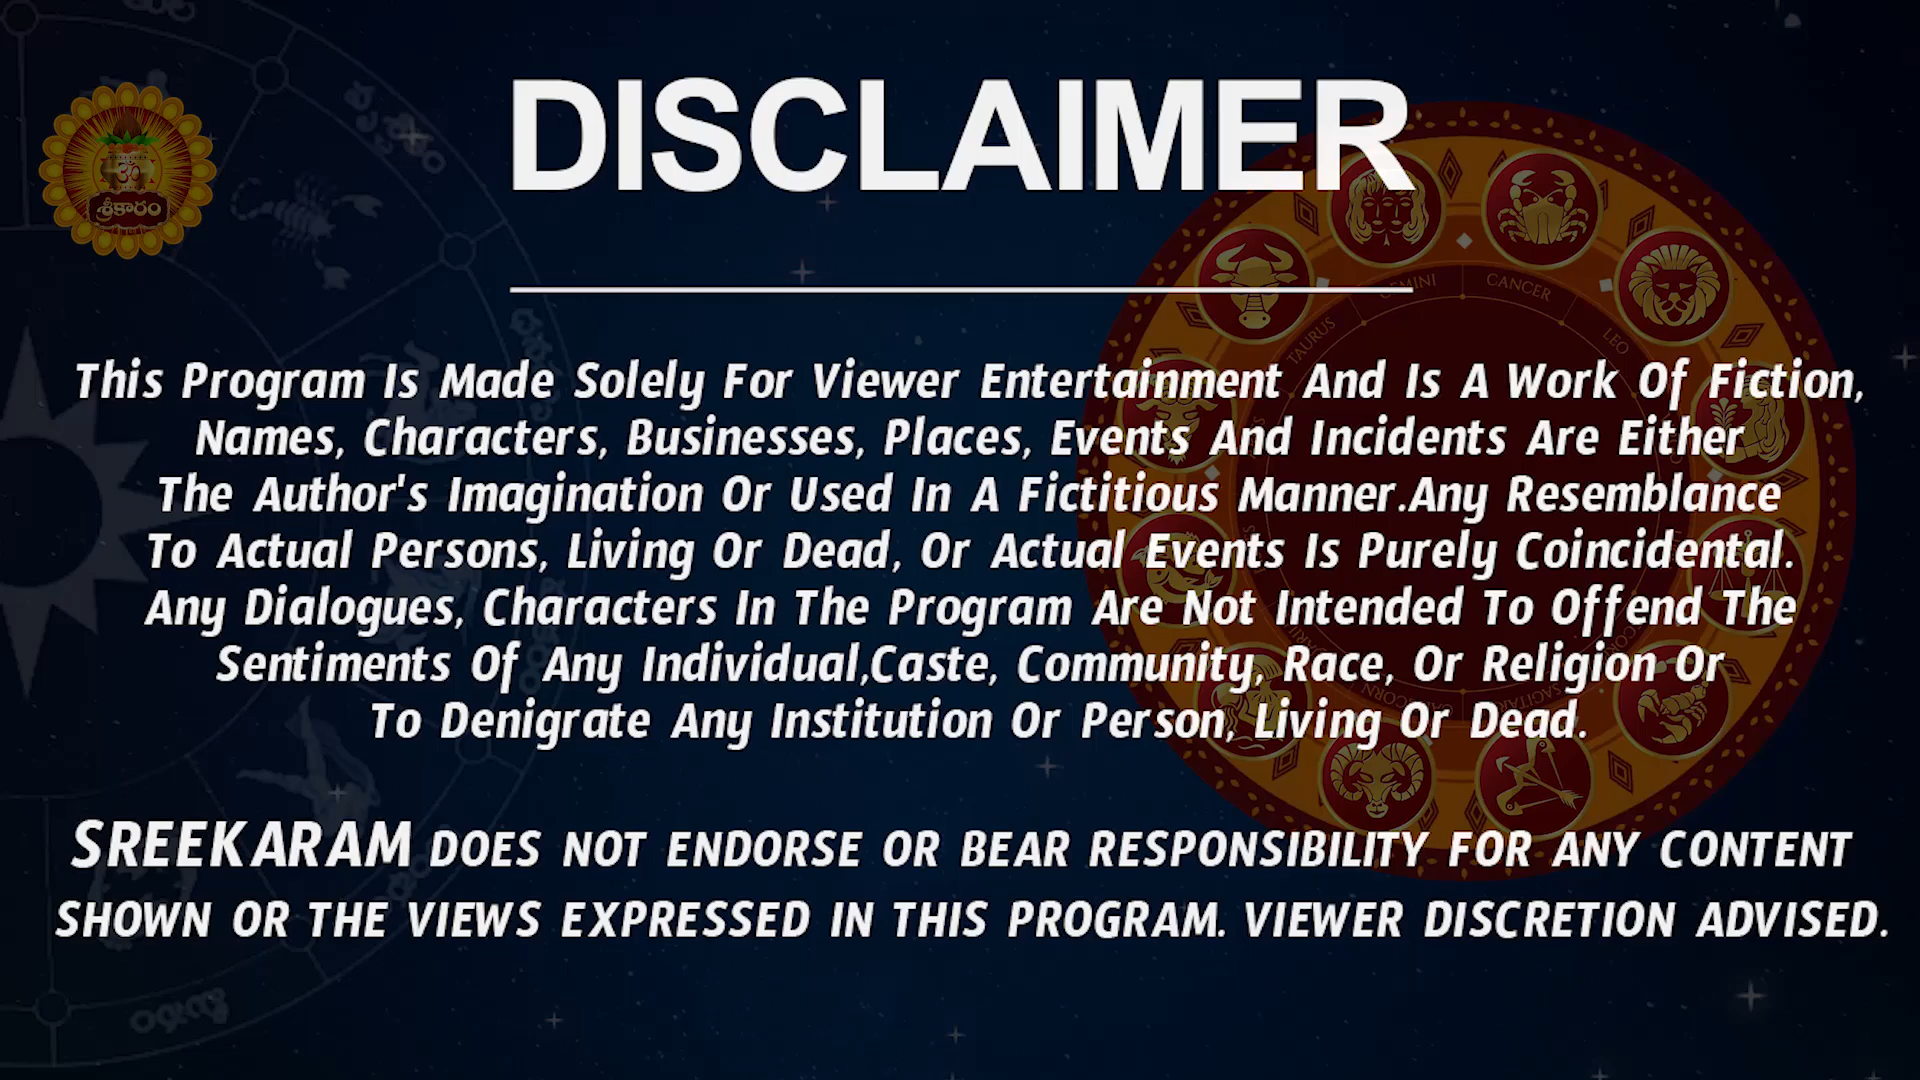 DISCLAIMER
ॐ
శ్రీకారం
GEMINI
CANCER
TAURUS
LEO
This Program Is Made Solely For Viewer Entertainment And Is A Work Of Fiction,
Names, Characters, Businesses, Places, Events And Incidents Are Either
The Author's Imagination Or Used In A Fictitious Manner.Any Resemblance
To Actual Persons, Living Or Dead, Or Actual Events Is Purely Coincidental.
Any Dialogues, Characters In The Program Are Not Intended To Offend The
Sentiments Of Any Individual,Caste, Community, Race, Or Religion Or
To Denigrate Any Institution Or Person, Living Or Dead.
SREEKARAM DOES NOT ENDORSE OR BEAR RESPONSIBILITY FOR ANY CONTENT
SHOWN OR THE VIEWS EXPRESSED IN THIS PROGRAM. VIEWER DISCRETION ADVISED.